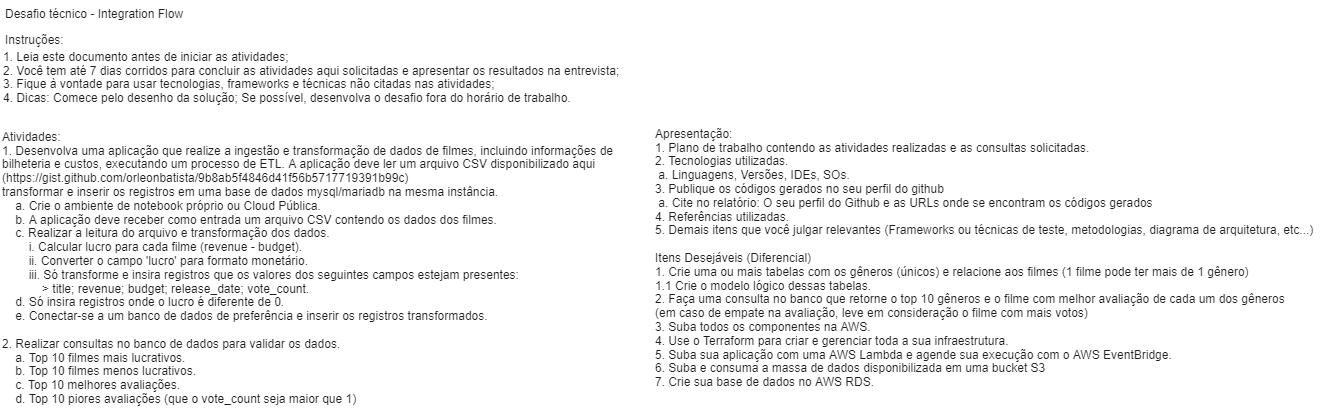 Desafio técnico - Integration Flow
Instruções:
1. Leia este documento antes de iniciar as atividades;
2. Você tem até 7 dias corridos para concluir as atividades aqui solicitadas e apresentar os resultados na entrevista;
3. Fique à vontade para usar tecnologias, frameworks e técnicas não citadas nas atividades;
4. Dicas: Comece pelo desenho da solução; Se possível, desenvolva o desafio fora do horário de trabalho.
Atividades:
1. Desenvolva uma aplicação que realize a ingestão e transformação de dados de filmes, incluindo informações de
bilheteria e custos, executando um processo de ETL. A aplicação deve ler um arquivo CSV disponibilizado aqui
(https://gist.github.com/orleonbatista/9b8ab5f4846d41f56b5717719391b99c)
transformar e inserir os registros em uma base de dados mysql/mariadb na mesma instância.
a. Crie o ambiente de notebook próprio ou Cloud Pública.
b. A aplicação deve receber como entrada um arquivo CSV contendo os dados dos filmes.
c. Realizar a leitura do arquivo e transformação dos dados.
i. Calcular lucro para cada filme (revenue - budget).
ii. Converter o campo 'lucro' para formato monetário.
iii. Só transforme e insira registros que os valores dos seguintes campos estejam presentes:
> title; revenue; budget; release_date; vote_count.
d. Só insira registros onde o lucro é diferente de 0.
e. Conectar-se a um banco de dados de preferência e inserir os registros transformados.
2. Realizar consultas no banco de dados para validar os dados.
a. Top 10 filmes mais lucrativos.
b. Top 10 filmes menos lucrativos.
c. Top 10 melhores avaliações.
d. Top 10 piores avaliações (que o vote_count seja maior que 1)
Apresentação:
1. Plano de trabalho contendo as atividades realizadas e as consultas solicitadas.
2. Tecnologias utilizadas.
a. Linguagens, Versões, IDEs, SOs.
3. Publique os códigos gerados no seu perfil do github
a. Cite no relatório: O seu perfil do Github e as URLs onde se encontram os códigos gerados
4. Referências utilizadas.
5. Demais itens que você julgar relevantes (Frameworks ou técnicas de teste, metodologias, diagrama de arquitetura, etc...)
Itens Desejáveis (Diferencial)
1. Crie uma ou mais tabelas com os gêneros (únicos) e relacione aos filmes (1 filme pode ter mais de 1 gênero)
1.1 Crie o modelo lógico dessas tabelas.
2. Faça uma consulta no banco que retorne o top 10 gêneros e o filme com melhor avaliação de cada um dos gêneros
(em caso de empate na avaliação, leve em consideração o filme com mais votos)
3. Suba todos os componentes na AWS.
4. Use o Terraform para criar e gerenciar toda a sua infraestrutura.
5. Suba sua aplicação com uma AWS Lambda e agende sua execução com o AWS EventBridge.
6. Suba e consuma a massa de dados disponibilizada em uma bucket S3
7. Crie sua base de dados no AWS RDS.